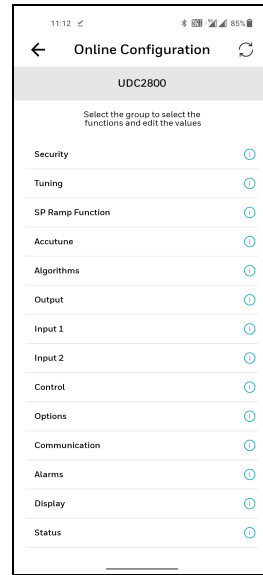 11:12
85%
Online Configuration
UDC2800
Select the group to select the
functions and edit the values
Security
Tuning
SP Ramp Function
Accutune
Algorithms
Output
Input 1
Input 2
Control
Options
Communication
Alarms
Display
Status